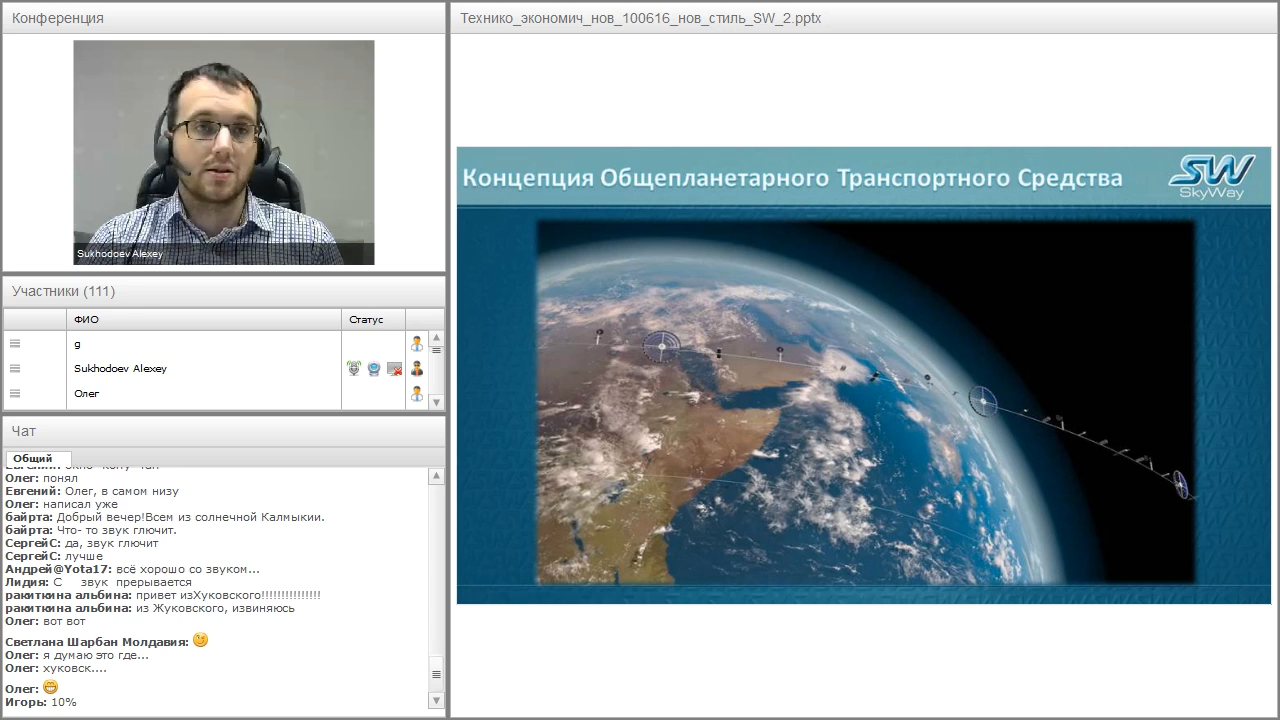 Конференция
Sukhodoev Alexey
Участники (111)
ФИО Статус
g
Sukhodoev Alexey
Олег
Чат
Общий
Олег: понял
Евгений: Олег, в самом низу
Олег: написал уже
байрта: Добрый вечер!Всем из солнечной Калмыкии.
байрта: Что- то звук глючит.
СергейС: да, звук глючит
СергейС: лучше
Андрей@Yota17: всё хорошо со звуком...
Лидия: С звук прерывается
ракиткина альбина: привет изХуковского!!!!!!!!!!!!!!!
ракиткина альбина: из Жуковского, извиняюсь
Олег: вот вот
Светлана Шарбан Молдавия:
Олег: я думаю это где...
Олег: хуковск....
Олег:
Игорь: 10%
Технико_экономич_нов_100616_нов_стиль_SW_2.pptx
Концепция Общепланетарного Транспортного Средства
SW
SkyWay